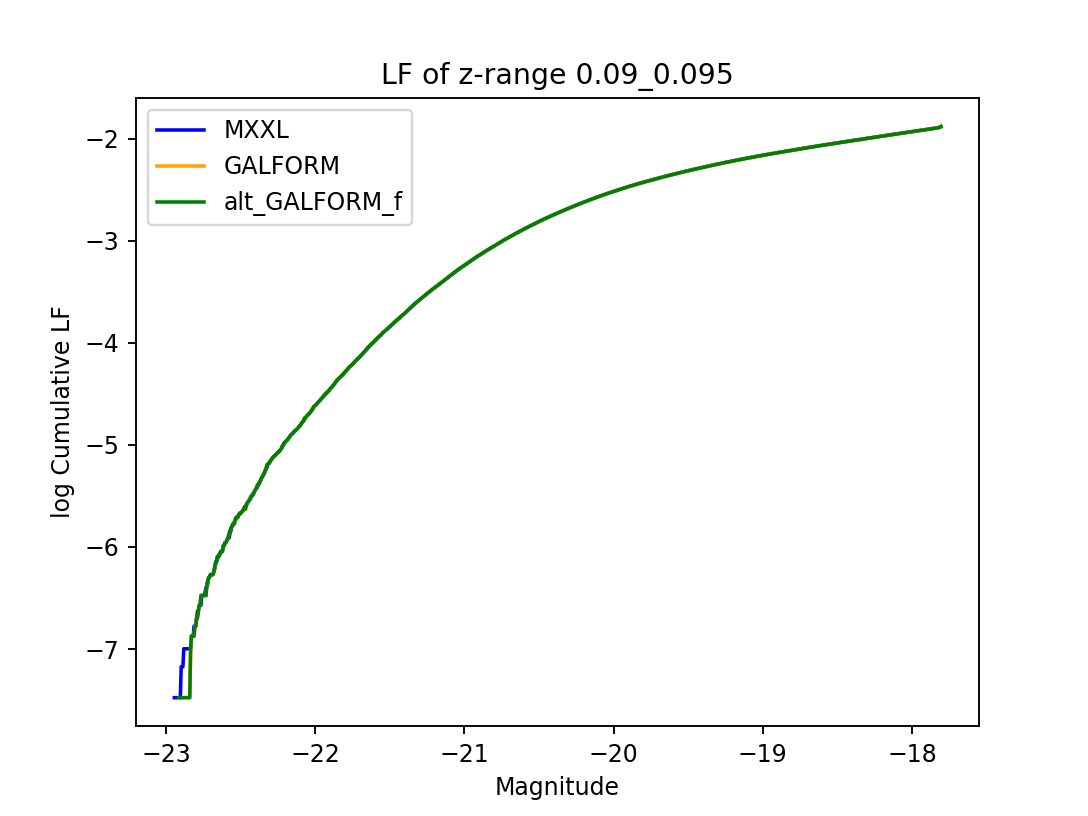 LF of z-range 0.09_0.095
MXXL
GALFORM
alt_GALFORM_f
log Cumulative LF
−2
−3
−4
−5
−6
−7
−23
−22
−21
−20
−19
−18
Magnitude